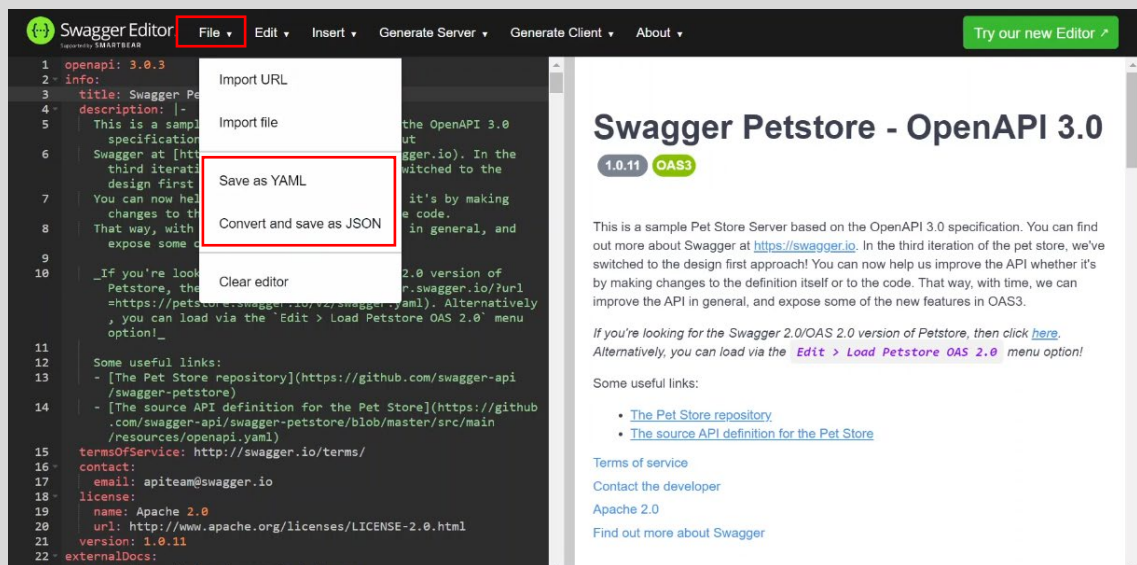 Swagger Editor
Supported by SMARTBEAR
File
Edit
Insert
Generate Server
Generate Client
About
Try our new Editor
Import URL
Import file
Save as YAML
Convert and save as JSON
Clear editor
1 openapi: 3.0.3
2 info:
3 title: Swagger Pe
4 description: |-
5 This is a sampl the OpenAPI 3.0
specification ut
6 Swagger at [htt gger.io). In the
third iterati witched to the
design first
7 You can now hel it's by making
changes to th e code.
8 That way, with in general, and
expose some
9
10 _If you're look 2.0 version of
Petstore, the r.swagger.io/?url
=https://petstore.swagger.io/v2/swagger.yaml). Alternatively
, you can load via the `Edit > Load Petstore OAS 2.0` menu
option!_
11
12 Some useful links:
13 - [The Pet Store repository](https://github.com/swagger-api
/swagger-petstore)
14 - [The source API definition for the Pet Store](https://github
.com/swagger-api/swagger-petstore/blob/master/src/main
/resources/openapi.yaml)
15 termsOfService: http://swagger.io/terms/
16 contact:
17 email: apiteam@swagger.io
18 license:
19 name: Apache 2.0
20 url: http://www.apache.org/licenses/LICENSE-2.0.html
21 version: 1.0.11
22 externalDocs:
Swagger Petstore - OpenAPI 3.0
1.0.11 OAS3
This is a sample Pet Store Server based on the OpenAPI 3.0 specification. You can find
out more about Swagger at https://swagger.io. In the third iteration of the pet store, we've
switched to the design first approach! You can now help us improve the API whether it's
by making changes to the definition itself or to the code. That way, with time, we can
improve the API in general, and expose some of the new features in OAS3.
If you're looking for the Swagger 2.0/OAS 2.0 version of Petstore, then click here.
Alternatively, you can load via the Edit > Load Petstore OAS 2.0 menu option!
Some useful links:
• The Pet Store repository
• The source API definition for the Pet Store
Terms of service
Contact the developer
Apache 2.0
Find out more about Swagger